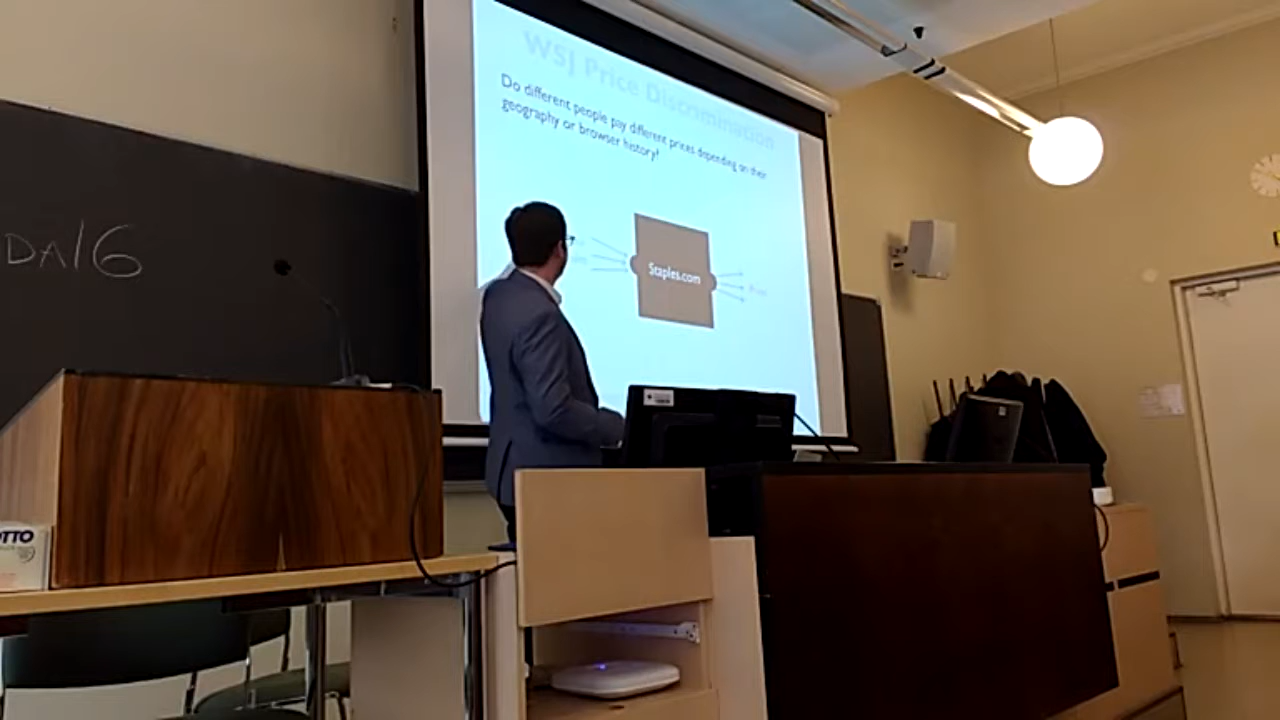 WSJ Price Discrimination
Do different people pay different prices depending on their
geography or browser history?
Staples.com
DA16
OTTO